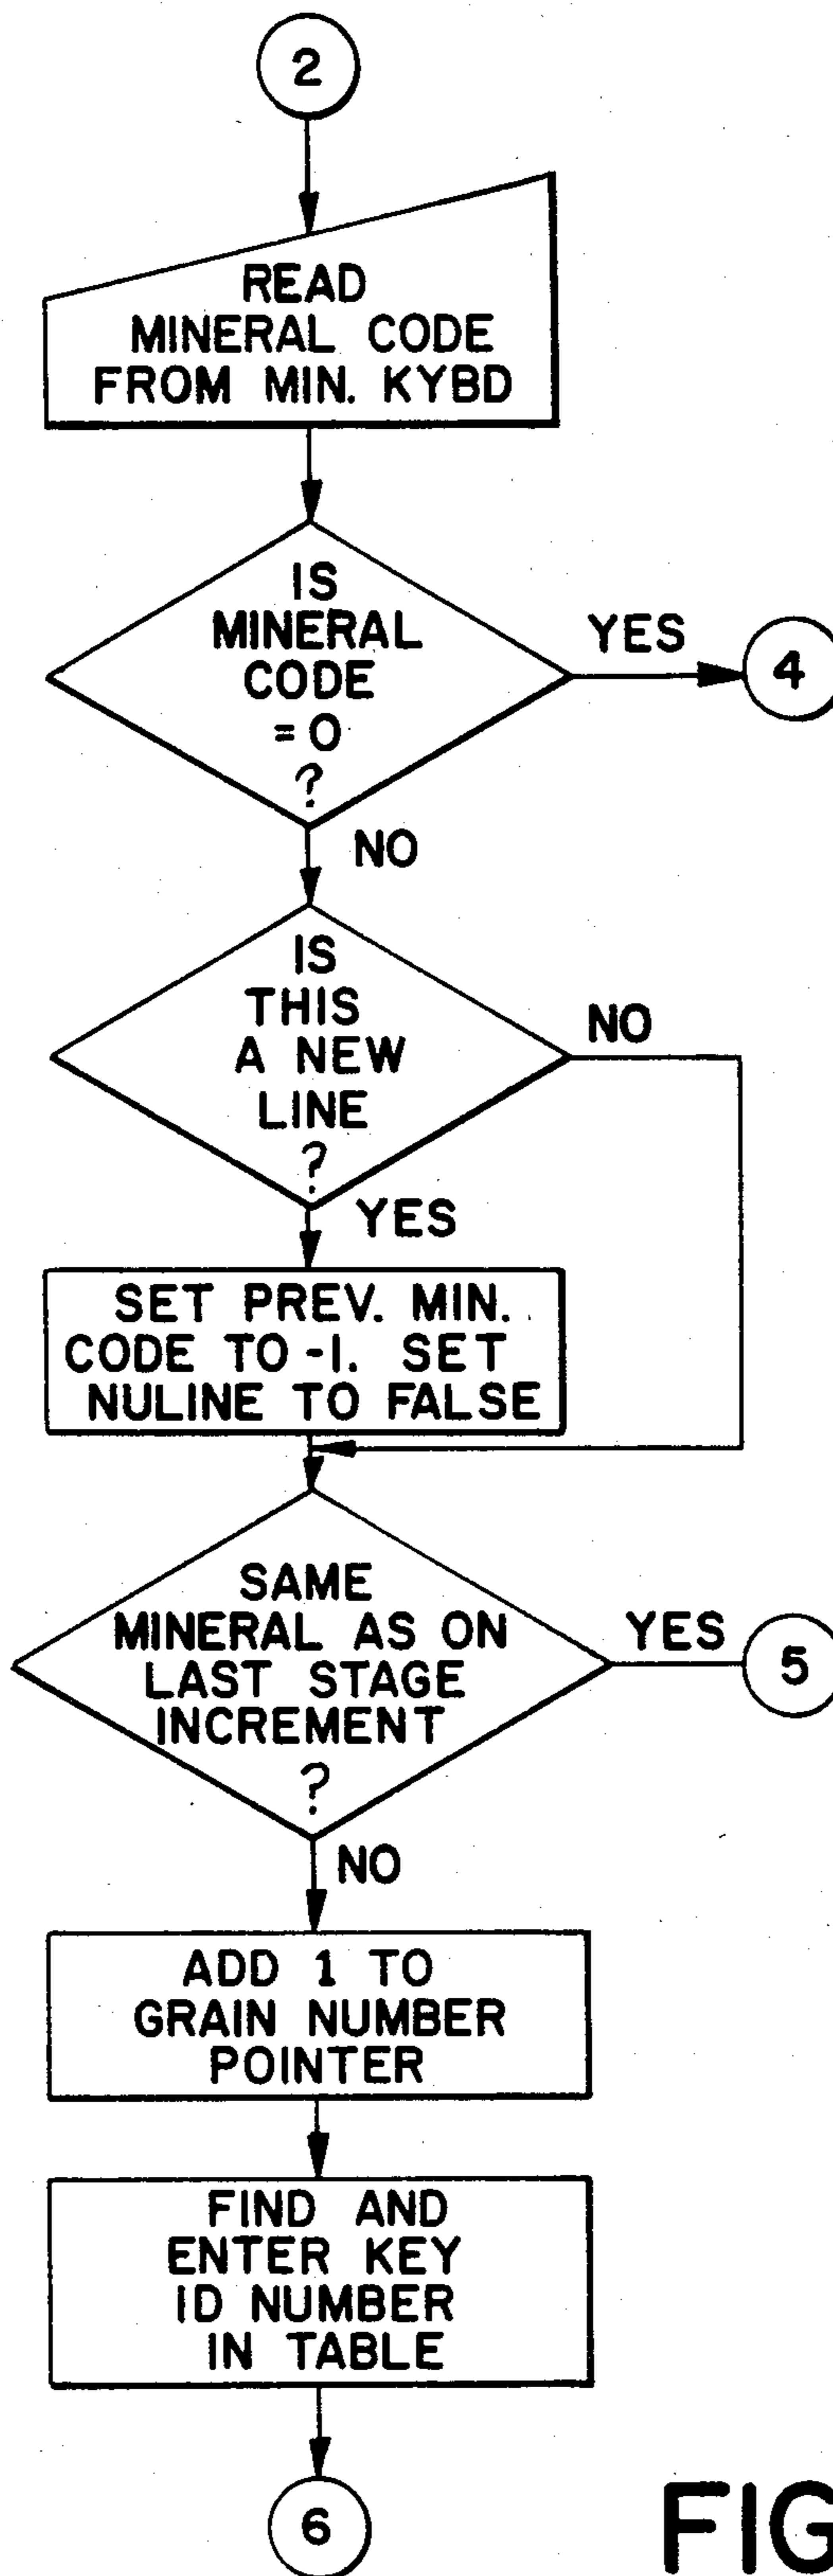 2
READ
MINERAL CODE
FROM MIN. KYBD
IS
MINERAL
CODE
= 0
?
YES
4
NO
IS
THIS
A NEW
LINE
?
NO
YES
SET PREV. MIN.
CODE TO -1. SET
NULINE TO FALSE
SAME
MINERAL AS ON
LAST STAGE
INCREMENT
?
YES
5
NO
ADD 1 TO
GRAIN NUMBER
POINTER
FIND AND
ENTER KEY
ID NUMBER
IN TABLE
6
FIG